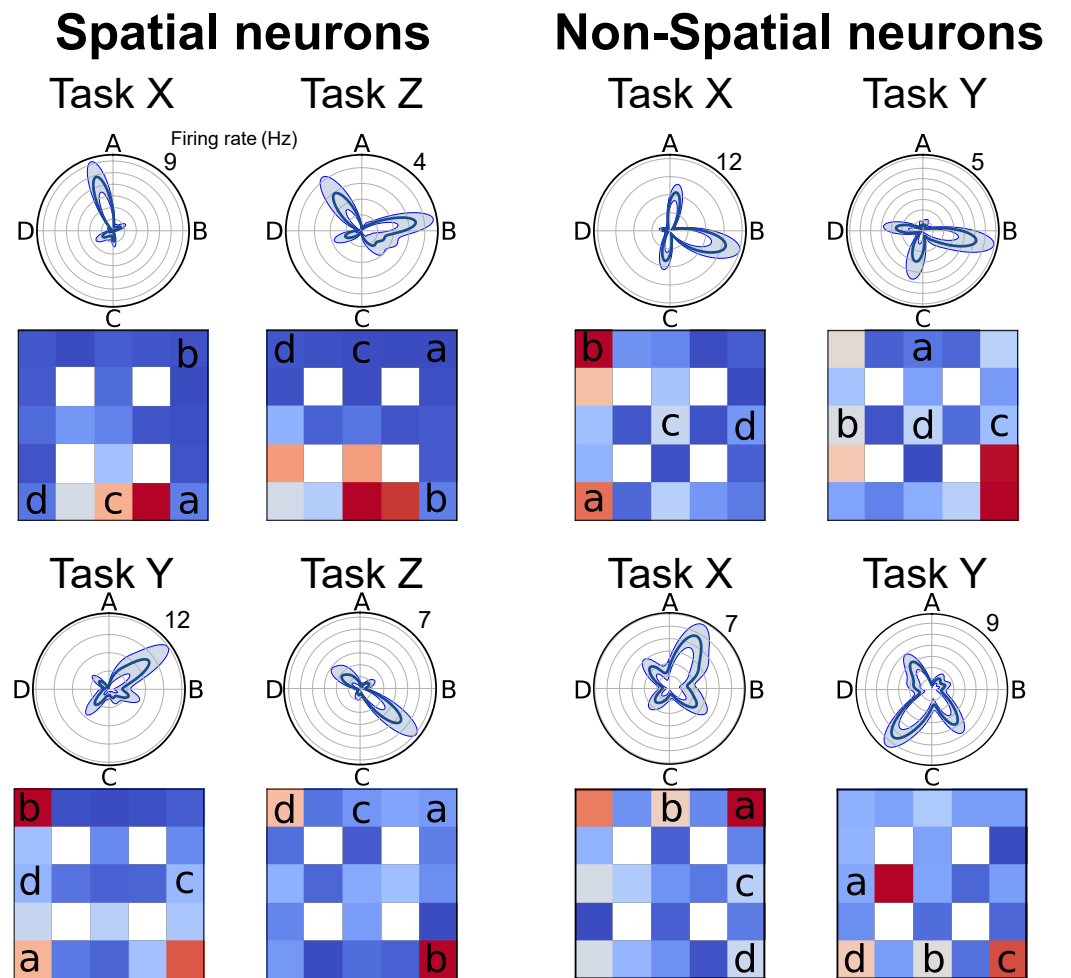 Spatial neurons Non-Spatial neurons
Task X Task Z Task X Task Y
Firing rate (Hz)
A A A A
9 4 12 5
D B D B D B D B
C C C C
b d c a b a
c d b d c
d c a b a
Task Y Task Z Task X Task Y
A A A A
12 7 7 9
D B D B D B D B
C C C C
b d c a b a
d c c a
a b d d b c